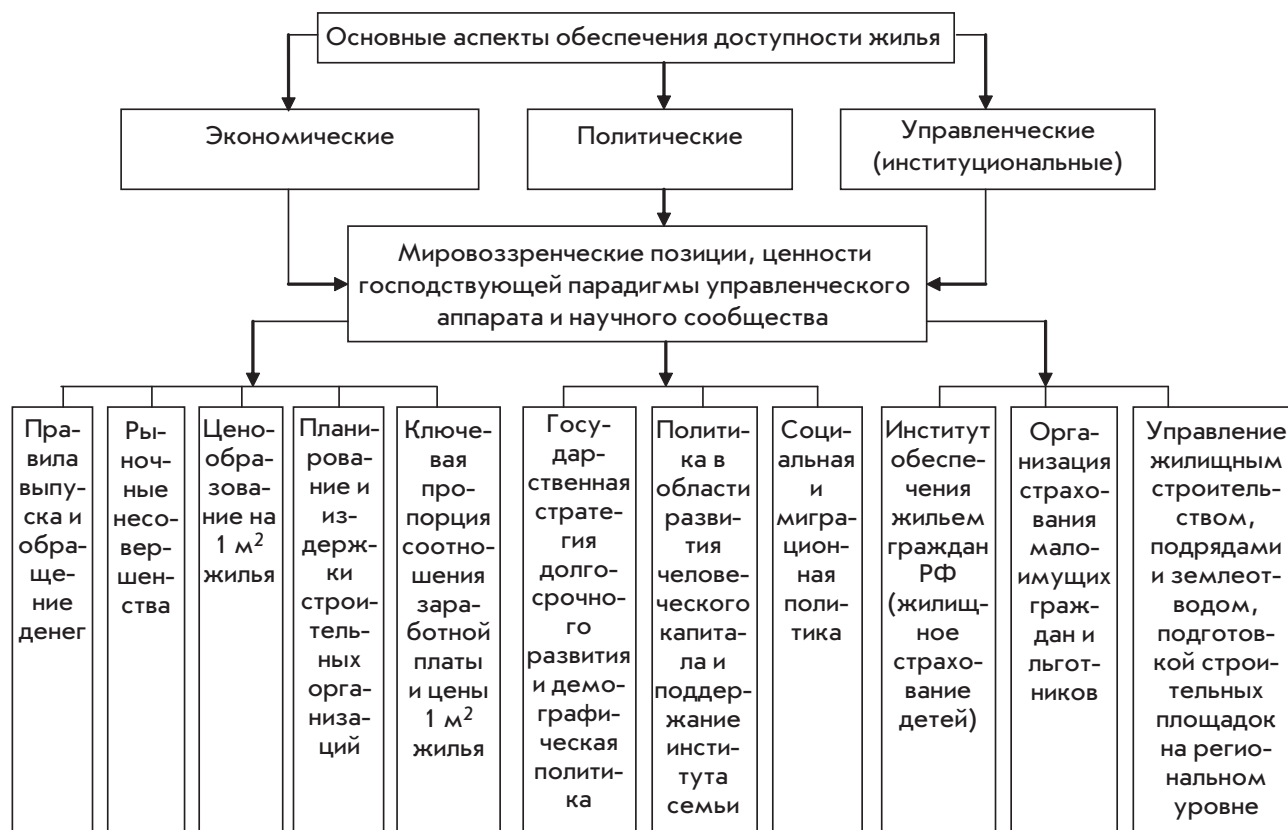 Основные аспекты обеспечения доступности жилья
Экономические
Политические
Управленческие
(институциональные)
Мировоззренческие позиции, ценности
господствующей парадигмы управленческого
аппарата и научного сообщества
Пра-
вила
выпу-
ска и
обра-
ще-
ние
денег
Ры-
ноч-
ные
несо-
вер-
шен-
ства
Цено-
обра-
зова-
ние на
1 м²
жилья
Плани-
рова-
ние и
из-
держ-
ки
строи-
тель-
ных
орга-
низа-
ций
Ключе-
вая
про-
порция
соотно-
шения
зара-
ботной
платы
и цены
1 м²
жилья
Госу-
дар-
ственная
страте-
гия
долго-
срочно-
го
развития
и демо-
графи-
ческая
полити-
ка
Полити-
ка в
области
разви-
тия
челове-
ческого
капита-
ла и
поддер-
жание
инсти-
тута
семьи
Соци-
альная
и
мигра-
цион-
ная
поли-
тика
Институт
обеспе-
чения
жильем
граждан
РФ
(жилищ-
ное
страхо-
вание
детей)
Орга-
низация
страхо-
вания
мало-
имущих
граж-
дан и
льгот-
ников
Управление
жилищным
строитель-
ством,
подрядами
и землеот-
водом,
подготов-
кой строи-
тельных
площадок
на регио-
нальном
уровне